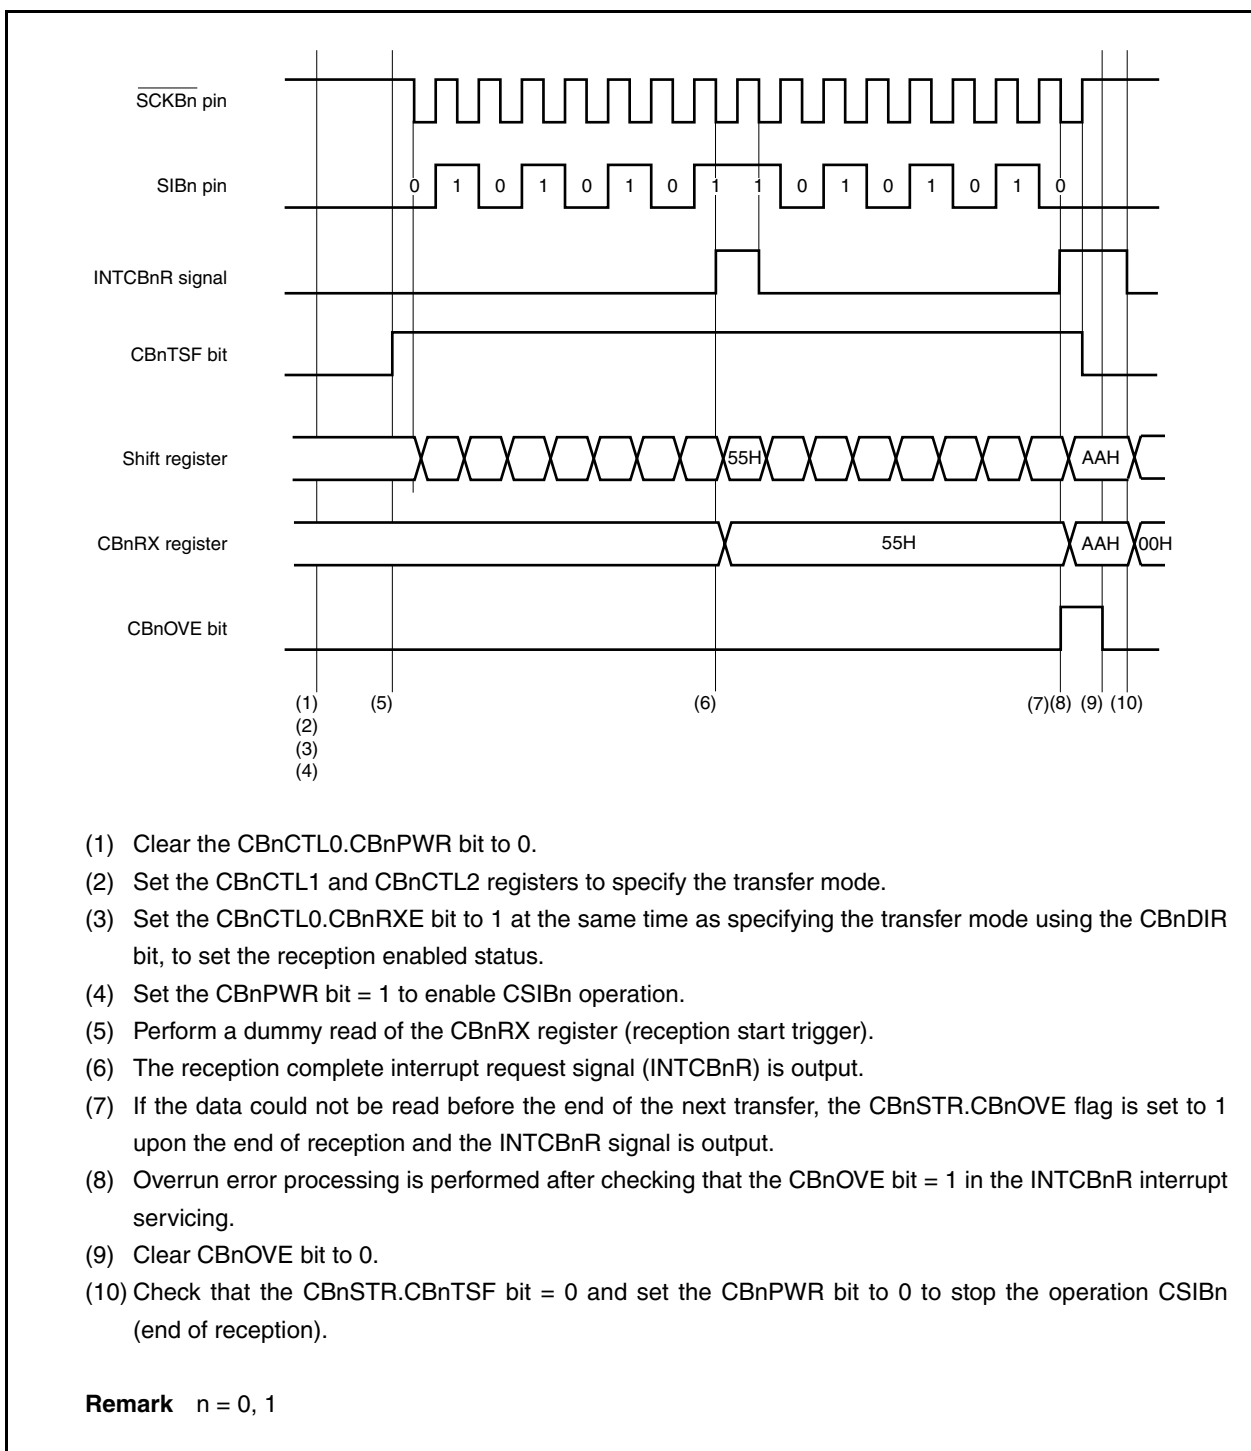 SCKBn pin
SIBn pin
0 1 0 1 0 1 0 1 1 0 1 0 1 0 1 0
INTCBnR signal
CBnTSF bit
Shift register
55H
AAH
CBnRX register
55H
AAH
00H
CBnOVE bit
(1) (5) (6) (7)(8) (9) (10)
(2)
(3)
(4)
(1) Clear the CBnCTL0.CBnPWR bit to 0.
(2) Set the CBnCTL1 and CBnCTL2 registers to specify the transfer mode.
(3) Set the CBnCTL0.CBnRXE bit to 1 at the same time as specifying the transfer mode using the CBnDIR
bit, to set the reception enabled status.
(4) Set the CBnPWR bit = 1 to enable CSIBn operation.
(5) Perform a dummy read of the CBnRX register (reception start trigger).
(6) The reception complete interrupt request signal (INTCBnR) is output.
(7) If the data could not be read before the end of the next transfer, the CBnSTR.CBnOVE flag is set to 1
upon the end of reception and the INTCBnR signal is output.
(8) Overrun error processing is performed after checking that the CBnOVE bit = 1 in the INTCBnR interrupt
servicing.
(9) Clear CBnOVE bit to 0.
(10) Check that the CBnSTR.CBnTSF bit = 0 and set the CBnPWR bit to 0 to stop the operation CSIBn
(end of reception).
Remark n = 0, 1